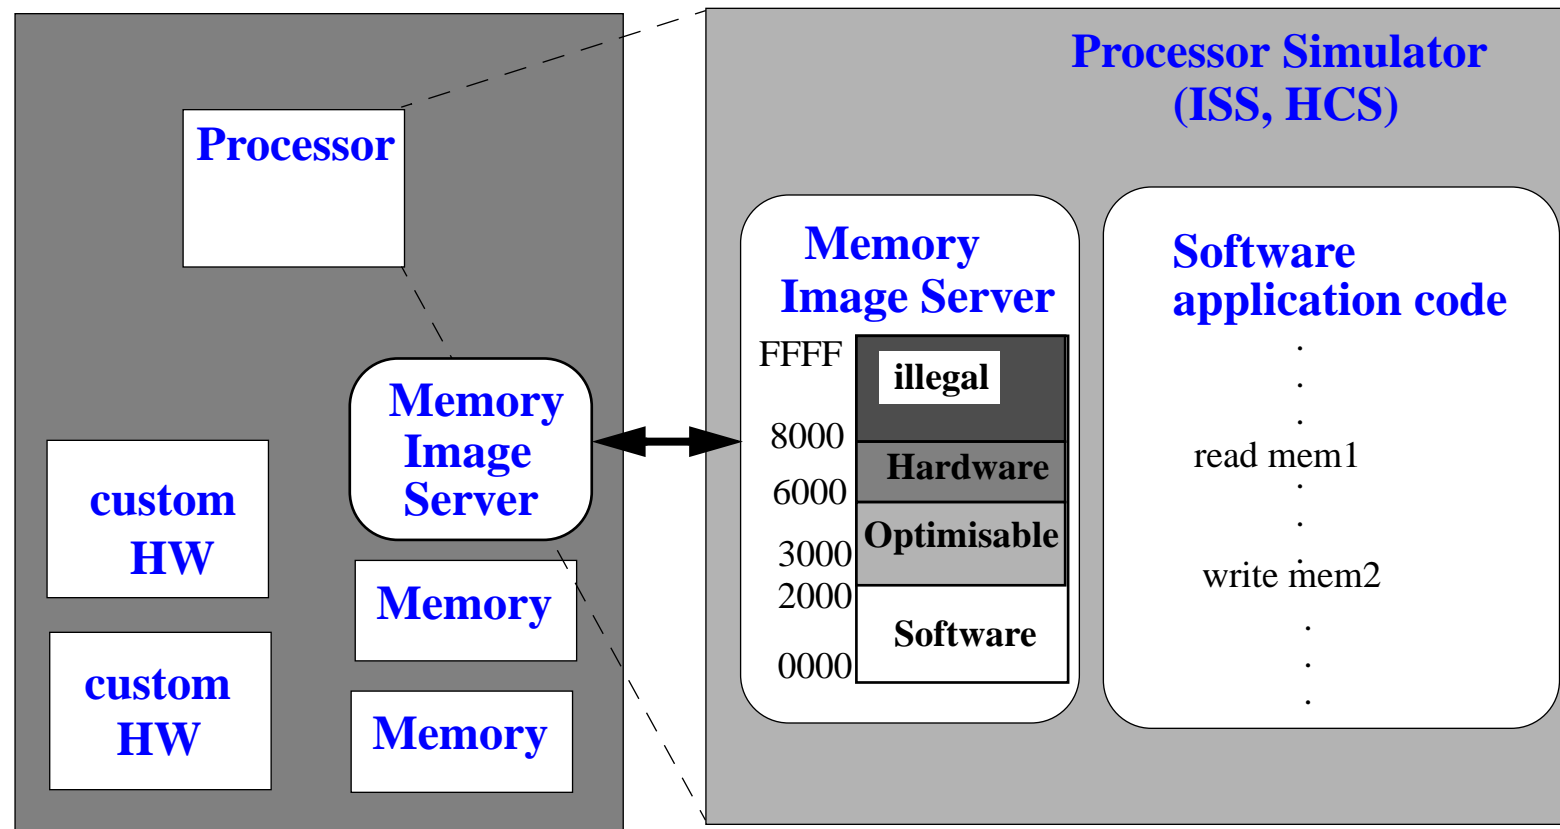 Processor
Memory
Image
Server
custom
HW
Memory
custom
HW
Memory
Processor Simulator
(ISS, HCS)
Memory
Image Server
FFFF
illegal
8000
Hardware
6000
Optimisable
3000
2000
Software
0000
Software
application code
.
.
.
read mem1
.
.
.
write mem2
.
.
.